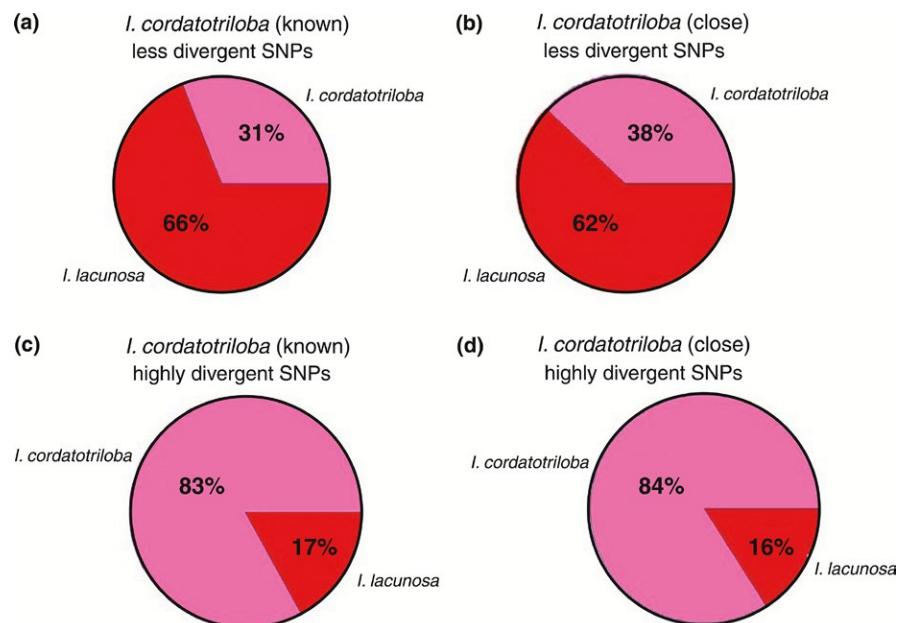 (a) I. cordatotriloba (known)
less divergent SNPs
I. cordatotriloba
31%
66%
I. lacunosa
(b) I. cordatotriloba (close)
less divergent SNPs
I. cordatotriloba
38%
62%
I. lacunosa
(c) I. cordatotriloba (known)
highly divergent SNPs
I. cordatotriloba
83%
17%
I. lacunosa
(d) I. cordatotriloba (close)
highly divergent SNPs
I. cordatotriloba
84%
16%
I. lacunosa